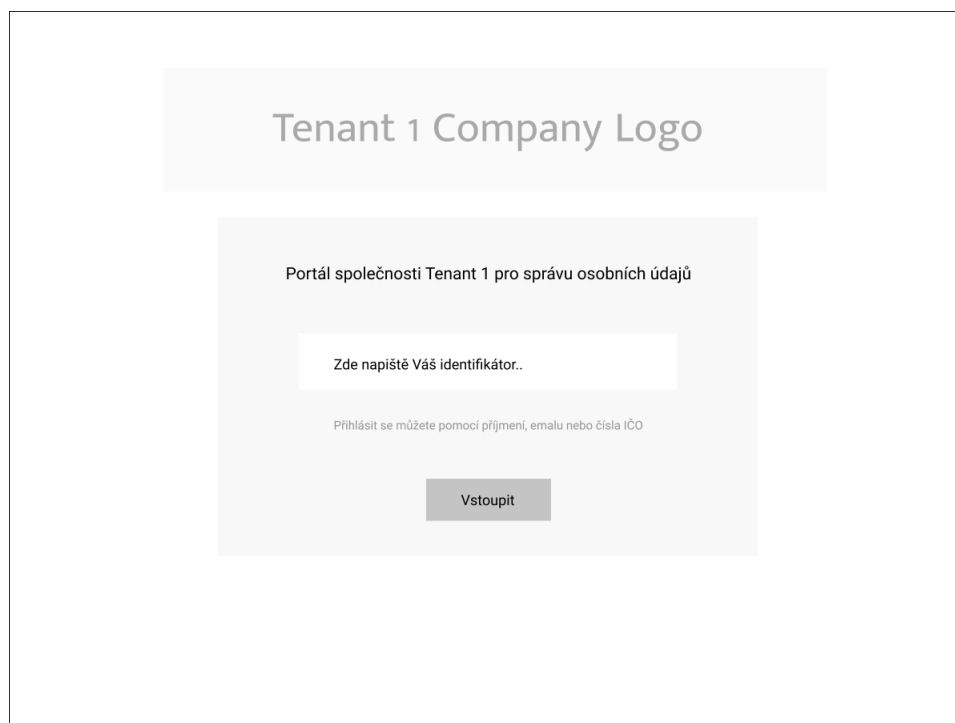 Tenant 1 Company Logo
Portál společnosti Tenant 1 pro správu osobních údajů
Zde napiště Váš identifikátor..
Přihlásit se můžete pomocí příjmení, emalu nebo čísla IČO
Vstoupit